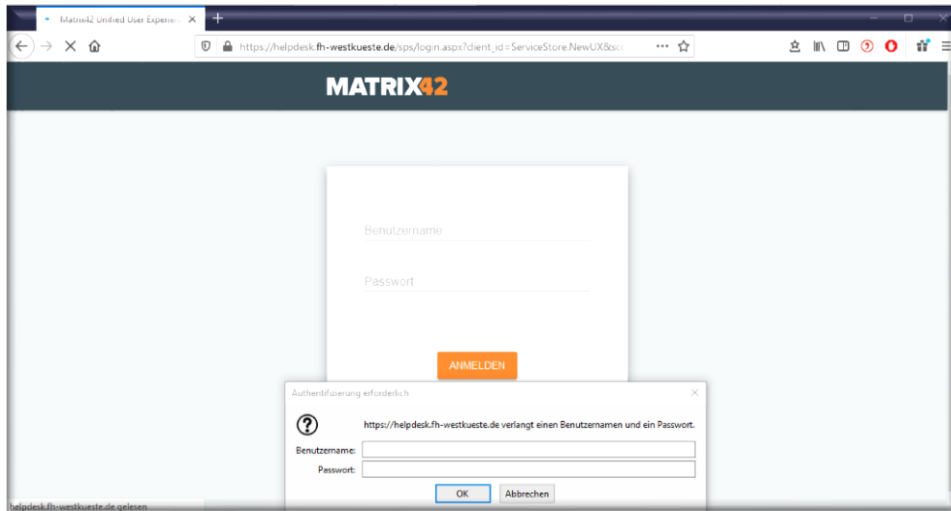 Matrix42 Unified User Experien
https://helpdesk.fh-westkueste.de/sps/login.aspx?client_id=ServiceStore.NewUX&sco
MATRIX42
Benutzername
Passwort
ANMELDEN
Authentifizierung erforderlich
https://helpdesk.fh-westkueste.de verlangt einen Benutzernamen und ein Passwort.
Benutzername:
Passwort:
OK Abbrechen
helpdesk.fh-westkueste.de gelesen